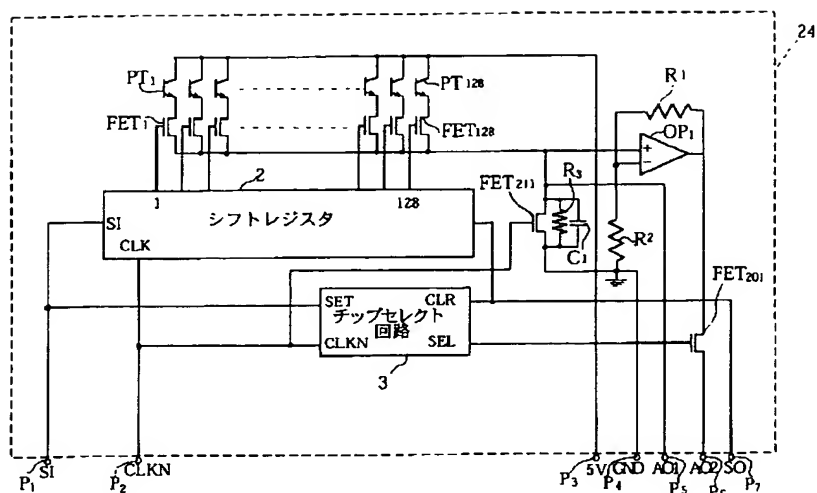 24
PT1
PT128
R1
FET1
FET128
OP1
+
−
2
1
128
シフトレジスタ
SI
CLK
FET211
R3
C1
R2
FET201
SET
CLR
チップセレクト
回路
CLKN
SEL
3
P1
SI
P2
CLKN
P3
5V
P4
GND
P5
AO1
P6
AO2
SO
P7